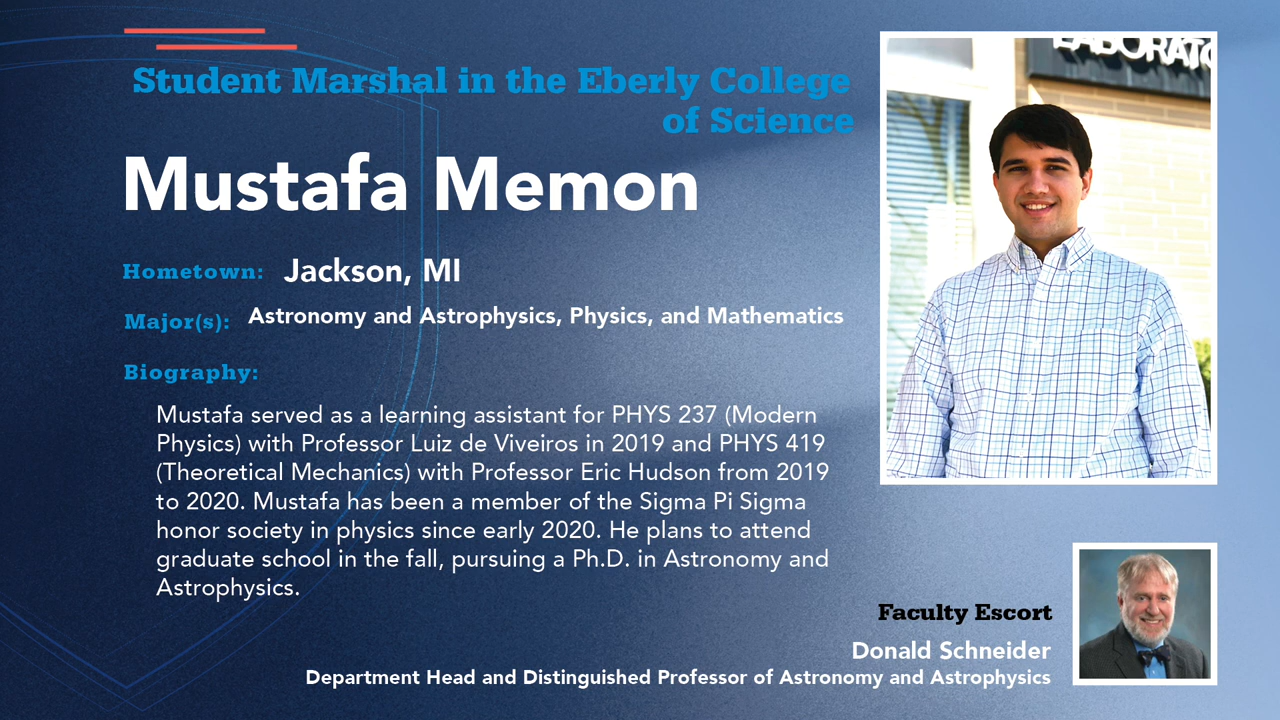 Student Marshal in the Eberly College
of Science
Mustafa Memon
Hometown: Jackson, MI
Major(s): Astronomy and Astrophysics, Physics, and Mathematics
Biography:
Mustafa served as a learning assistant for PHYS 237 (Modern
Physics) with Professor Luiz de Viveiros in 2019 and PHYS 419
(Theoretical Mechanics) with Professor Eric Hudson from 2019
to 2020. Mustafa has been a member of the Sigma Pi Sigma
honor society in physics since early 2020. He plans to attend
graduate school in the fall, pursuing a Ph.D. in Astronomy and
Astrophysics.
LABORATO
Faculty Escort
Donald Schneider
Department Head and Distinguished Professor of Astronomy and Astrophysics